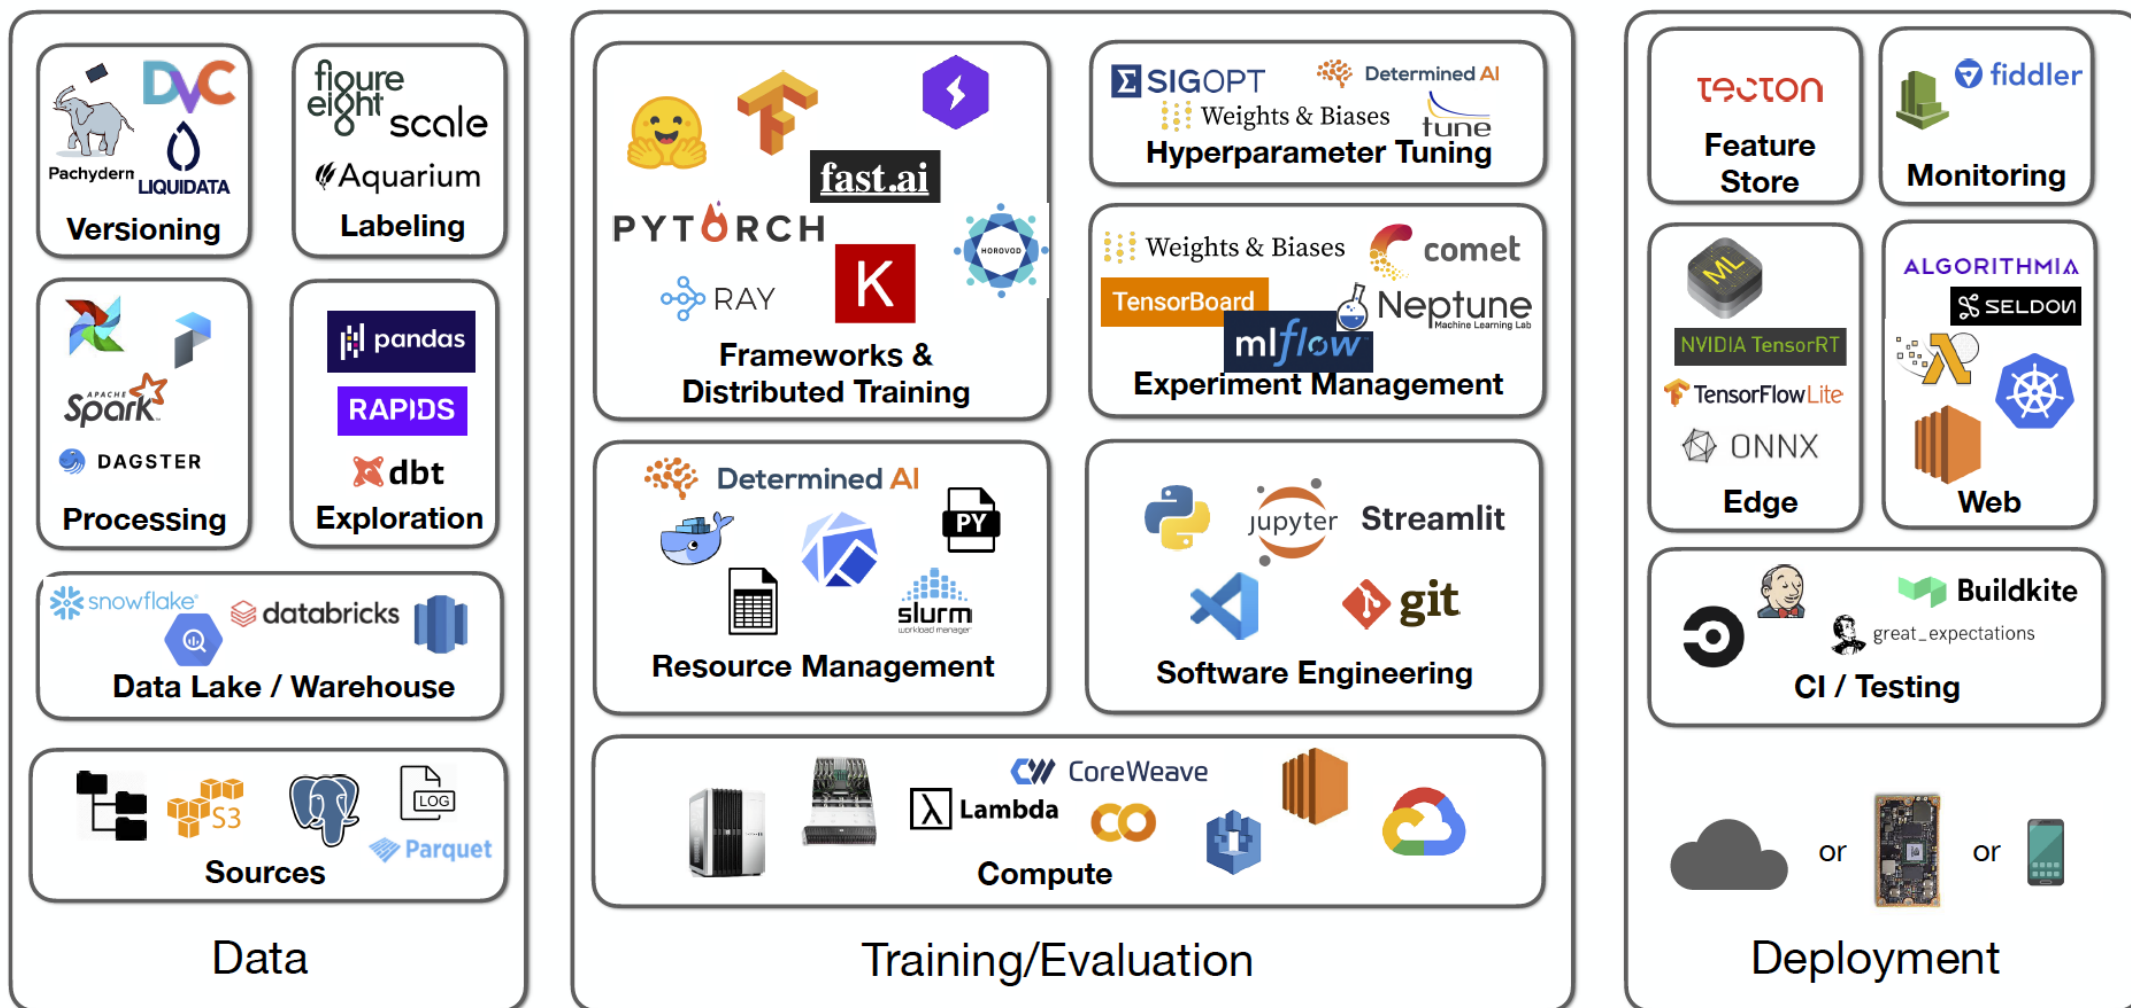 DVC
Pachyderm
LIQUIDATA
Versioning
figure
eight
scale
Aquarium
Labeling
APACHE
Spark
DAGSTER
Processing
pandas
RAPIDS
dbt
Exploration
snowflake
databricks
Data Lake / Warehouse
S3
LOG
Parquet
Sources
Data
fast.ai
PYTORCH
HOROVOD
RAY
K
Frameworks &
Distributed Training
SIGOPT
Determined AI
Weights & Biases
tune
Hyperparameter Tuning
Weights & Biases
comet
TensorBoard
Neptune
Machine Learning Lab
mlflow
Experiment Management
Determined AI
PY
slurm
workload manager
Resource Management
jupyter
Streamlit
git
Software Engineering
CoreWeave
Lambda
Compute
Training/Evaluation
TECTON
Feature
Store
fiddler
Monitoring
ML
NVIDIA TensorRT
TensorFlow Lite
ONNX
Edge
ALGORITHMIA
SELDON
Web
Buildkite
great_expectations
CI / Testing
or
or
Deployment